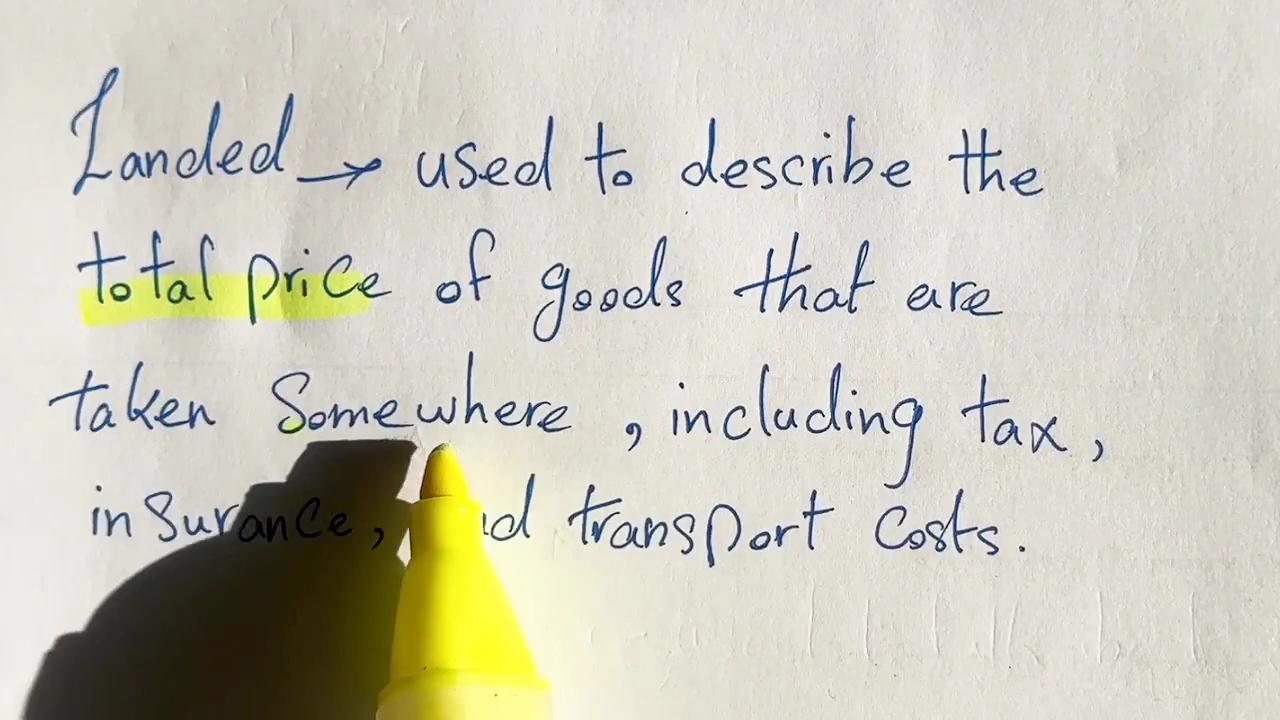 Landed → used to describe the
total price of goods that are
taken Somewhere, including tax,
insurance, transport costs.